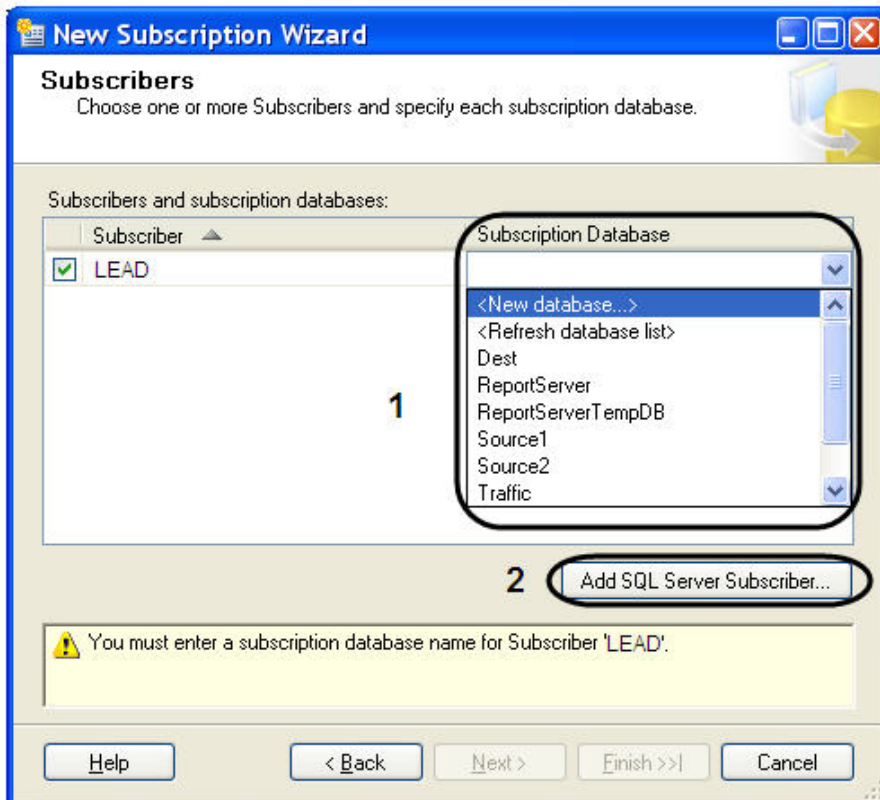 New Subscription Wizard
Subscribers
Choose one or more Subscribers and specify each subscription database.
Subscribers and subscription databases:
Subscriber Subscription Database
LEAD
<New database...>
<Refresh database list>
Dest
ReportServer
1
ReportServerTempDB
Source1
Source2
Traffic
2 Add SQL Server Subscriber...
You must enter a subscription database name for Subscriber 'LEAD'.
Help < Back Next > Finish >>| Cancel